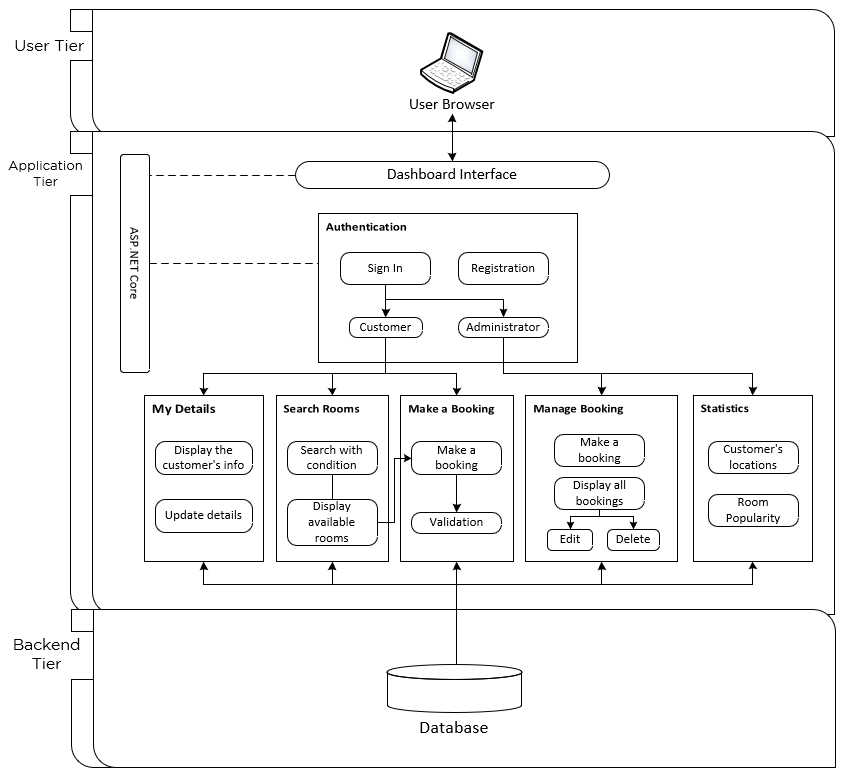 User Tier
User Browser
Application
Tier
Dashboard Interface
ASP.NET Core
Authentication
Sign In
Registration
Customer
Administrator
My Details
Display the
customer's info
Update details
Search Rooms
Search with
condition
Display
available
rooms
Make a Booking
Make a
booking
Validation
Manage Booking
Make a
booking
Display all
bookings
Edit
Delete
Statistics
Customer's
locations
Room
Popularity
Backend
Tier
Database